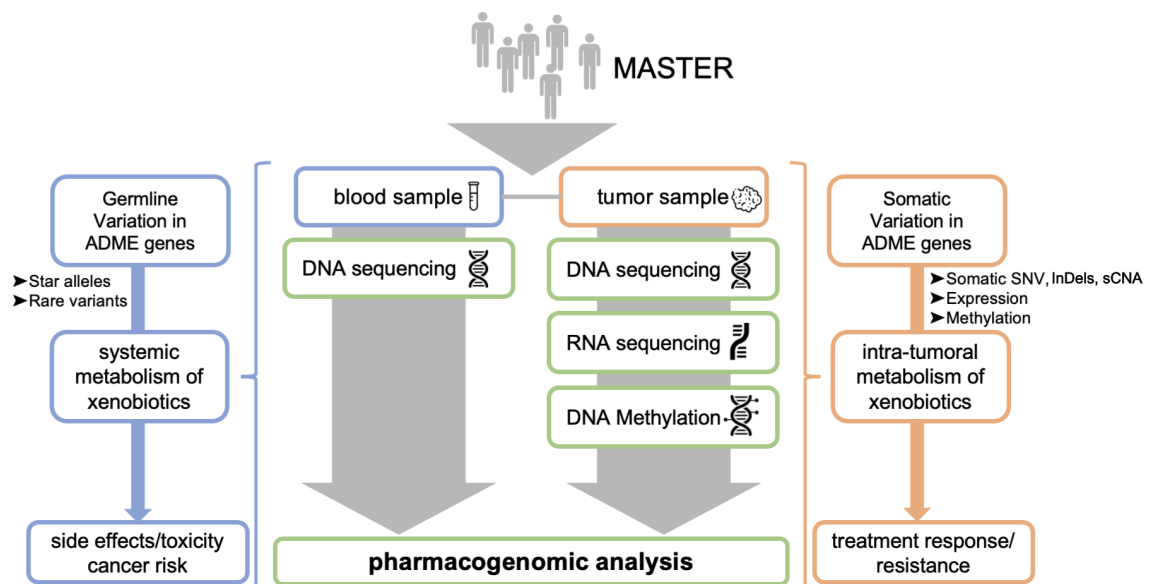 MASTER
blood sample
tumor sample
Germline
Variation in
ADME genes
Somatic
Variation in
ADME genes
DNA sequencing
DNA sequencing
➤Star alleles
➤Rare variants
➤Somatic SNV, InDels, sCNA
➤Expression
➤Methylation
RNA sequencing
systemic
metabolism of
xenobiotics
intra-tumoral
metabolism of
xenobiotics
DNA Methylation
side effects/toxicity
cancer risk
pharmacogenomic analysis
treatment response/
resistance